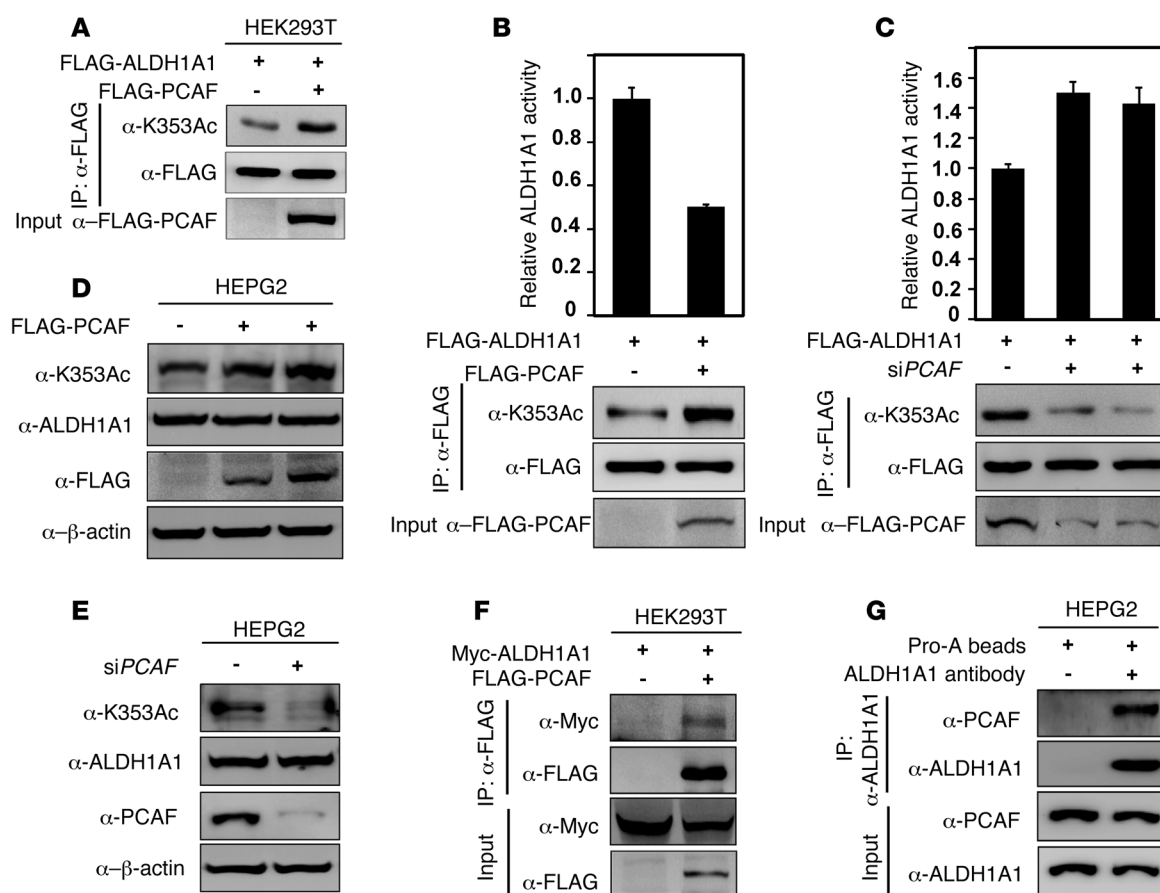 A
HEK293T
FLAG-ALDH1A1 + +
FLAG-PCAF - +
IP: α-FLAG
α-K353Ac
α-FLAG
Input α–FLAG-PCAF
B
Relative ALDH1A1 activity
1.0
0.8
0.6
0.4
0.2
0
FLAG-ALDH1A1 + +
FLAG-PCAF - +
IP: α-FLAG
α-K353Ac
α-FLAG
Input α–FLAG-PCAF
C
Relative ALDH1A1 activity
1.6
1.4
1.2
1.0
0.8
0.6
0.4
0.2
0
FLAG-ALDH1A1 + + +
siPCAF - + +
IP: α-FLAG
α-K353Ac
α-FLAG
Input α–FLAG-PCAF
D
HEPG2
FLAG-PCAF - + +
α-K353Ac
α-ALDH1A1
α-FLAG
α–β-actin
E
HEPG2
siPCAF - +
α-K353Ac
α-ALDH1A1
α-PCAF
α–β-actin
F
HEK293T
Myc-ALDH1A1 + +
FLAG-PCAF - +
IP: α-FLAG
α-Myc
α-FLAG
Input
α-Myc
α-FLAG
G
HEPG2
Pro-A beads + +
ALDH1A1 antibody - +
IP:
α-ALDH1A1
α-PCAF
α-ALDH1A1
Input
α-PCAF
α-ALDH1A1